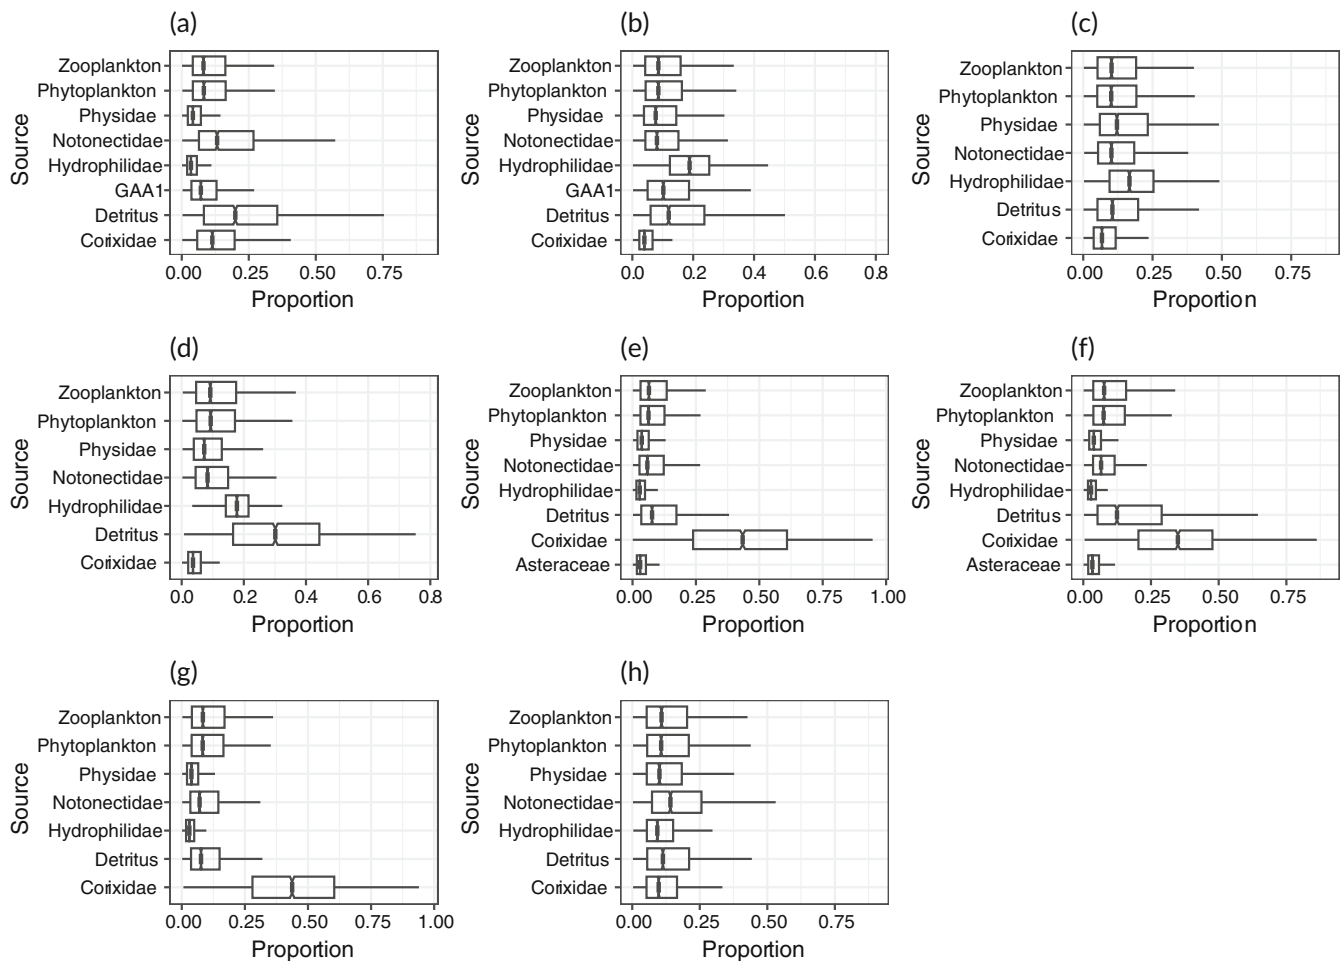 (a)
Source
Zooplankton
Phytoplankton
Physidae
Notonectidae
Hydrophilidae
GAA1
Detritus
Corixidae
0.00 0.25 0.50 0.75
Proportion
(b)
Source
Zooplankton
Phytoplankton
Physidae
Notonectidae
Hydrophilidae
GAA1
Detritus
Corixidae
0.0 0.2 0.4 0.6 0.8
Proportion
(c)
Source
Zooplankton
Phytoplankton
Physidae
Notonectidae
Hydrophilidae
Detritus
Corixidae
0.00 0.25 0.50 0.75
Proportion
(d)
Source
Zooplankton
Phytoplankton
Physidae
Notonectidae
Hydrophilidae
Detritus
Corixidae
0.0 0.2 0.4 0.6 0.8
Proportion
(e)
Source
Zooplankton
Phytoplankton
Physidae
Notonectidae
Hydrophilidae
Detritus
Corixidae
Asteraceae
0.00 0.25 0.50 0.75 1.00
Proportion
(f)
Source
Zooplankton
Phytoplankton
Physidae
Notonectidae
Hydrophilidae
Detritus
Corixidae
Asteraceae
0.00 0.25 0.50 0.75
Proportion
(g)
Source
Zooplankton
Phytoplankton
Physidae
Notonectidae
Hydrophilidae
Detritus
Corixidae
0.00 0.25 0.50 0.75 1.00
Proportion
(h)
Source
Zooplankton
Phytoplankton
Physidae
Notonectidae
Hydrophilidae
Detritus
Corixidae
0.00 0.25 0.50 0.75
Proportion